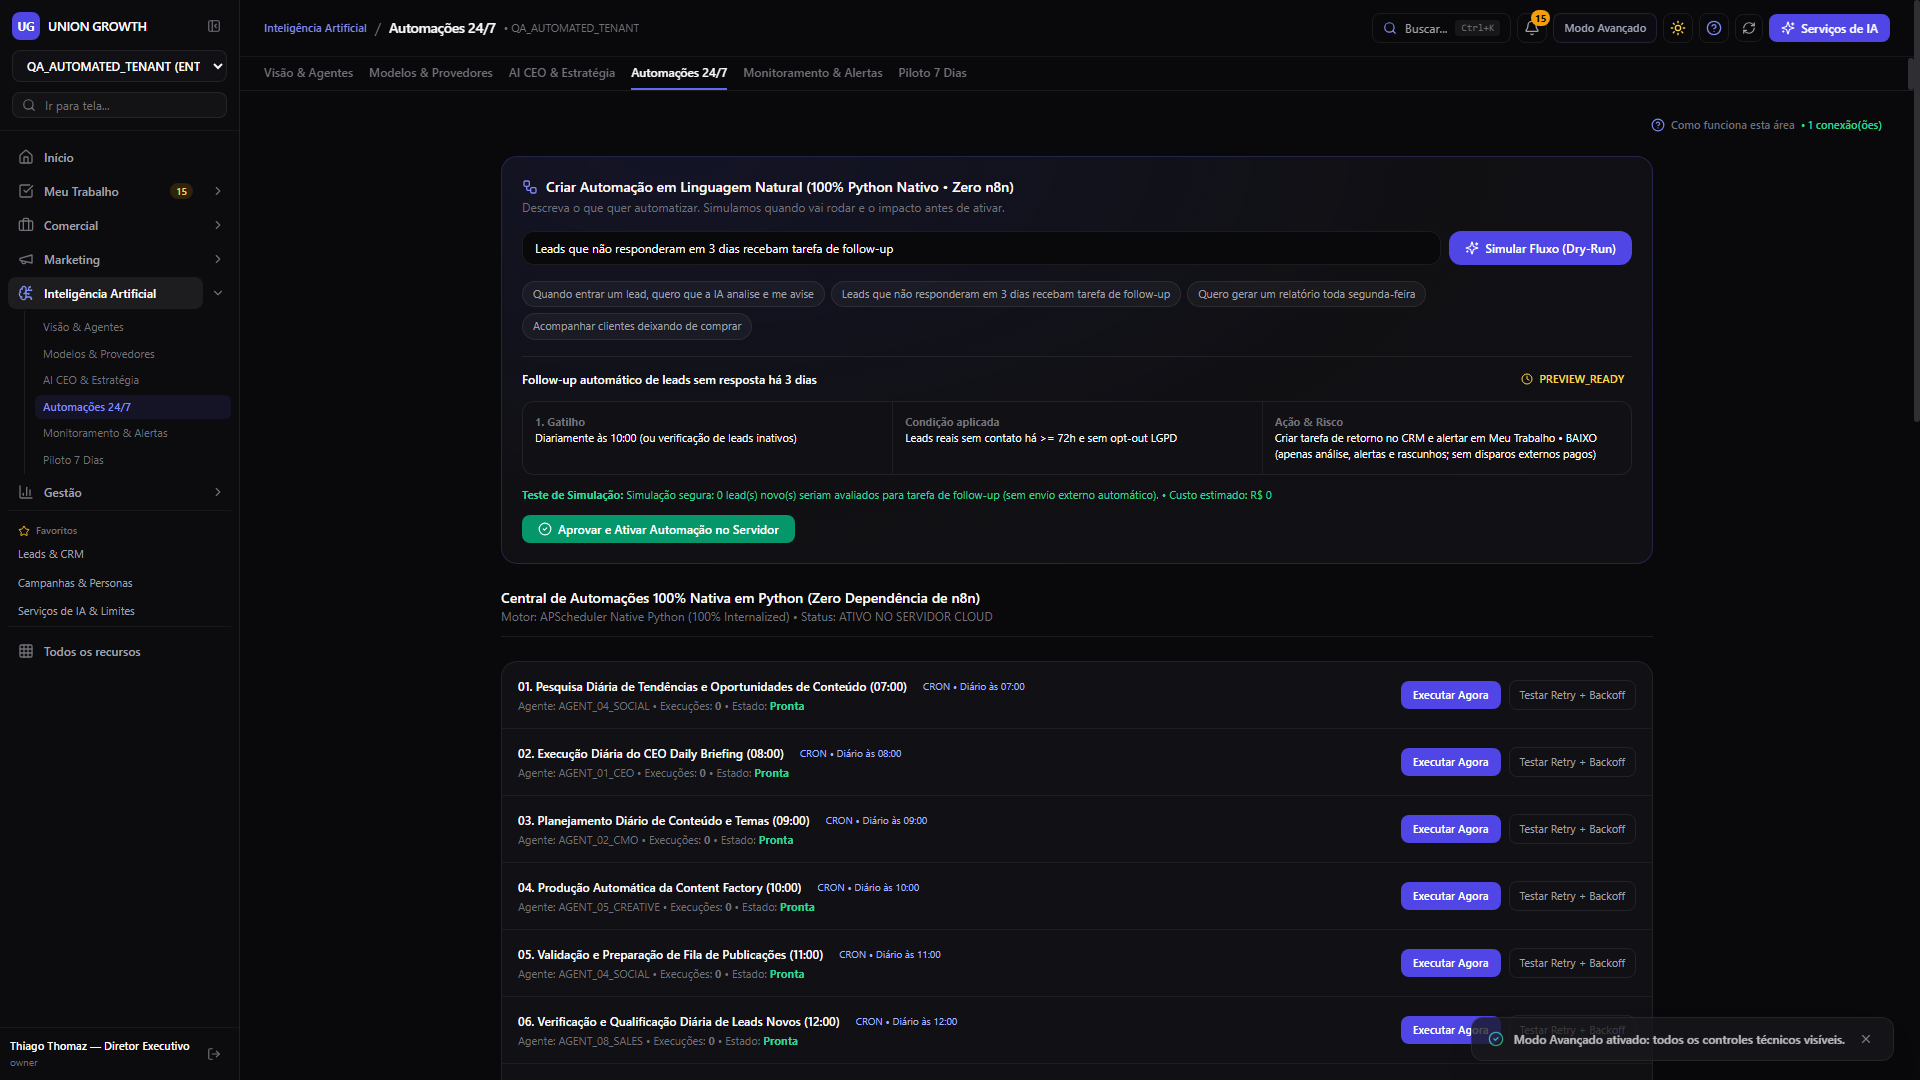 UG UNION GROWTH
QA_AUTOMATED_TENANT (ENT
Ir para tela...
Início
Meu Trabalho 15
Comercial
Marketing
Inteligência Artificial
Visão & Agentes
Modelos & Provedores
AI CEO & Estratégia
Automações 24/7
Monitoramento & Alertas
Piloto 7 Dias
Gestão
Favoritos
Leads & CRM
Campanhas & Personas
Serviços de IA & Limites
Todos os recursos
Thiago Thomaz — Diretor Executivo
owner
Inteligência Artificial / Automações 24/7 • QA_AUTOMATED_TENANT
Buscar... Ctrl+K 15 Modo Avançado Serviços de IA
Visão & Agentes Modelos & Provedores AI CEO & Estratégia Automações 24/7 Monitoramento & Alertas Piloto 7 Dias
Como funciona esta área • 1 conexão(ões)
Criar Automação em Linguagem Natural (100% Python Nativo • Zero n8n)
Descreva o que quer automatizar. Simulamos quando vai rodar e o impacto antes de ativar.
Leads que não responderam em 3 dias recebam tarefa de follow-up Simular Fluxo (Dry-Run)
Quando entrar um lead, quero que a IA analise e me avise Leads que não responderam em 3 dias recebam tarefa de follow-up Quero gerar um relatório toda segunda-feira
Acompanhar clientes deixando de comprar
Follow-up automático de leads sem resposta há 3 dias PREVIEW_READY
1. Gatilho
Diariamente às 10:00 (ou verificação de leads inativos)
Condição aplicada
Leads reais sem contato há >= 72h e sem opt-out LGPD
Ação & Risco
Criar tarefa de retorno no CRM e alertar em Meu Trabalho • BAIXO
(apenas análise, alertas e rascunhos; sem disparos externos pagos)
Teste de Simulação: Simulação segura: 0 lead(s) novo(s) seriam avaliados para tarefa de follow-up (sem envio externo automático). • Custo estimado: R$ 0
Aprovar e Ativar Automação no Servidor
Central de Automações 100% Nativa em Python (Zero Dependência de n8n)
Motor: APScheduler Native Python (100% Internalized) • Status: ATIVO NO SERVIDOR CLOUD
01. Pesquisa Diária de Tendências e Oportunidades de Conteúdo (07:00) CRON • Diário às 07:00
Agente: AGENT_04_SOCIAL • Execuções: 0 • Estado: Pronta
Executar Agora Testar Retry + Backoff
02. Execução Diária do CEO Daily Briefing (08:00) CRON • Diário às 08:00
Agente: AGENT_01_CEO • Execuções: 0 • Estado: Pronta
Executar Agora Testar Retry + Backoff
03. Planejamento Diário de Conteúdo e Temas (09:00) CRON • Diário às 09:00
Agente: AGENT_02_CMO • Execuções: 0 • Estado: Pronta
Executar Agora Testar Retry + Backoff
04. Produção Automática da Content Factory (10:00) CRON • Diário às 10:00
Agente: AGENT_05_CREATIVE • Execuções: 0 • Estado: Pronta
Executar Agora Testar Retry + Backoff
05. Validação e Preparação de Fila de Publicações (11:00) CRON • Diário às 11:00
Agente: AGENT_04_SOCIAL • Execuções: 0 • Estado: Pronta
Executar Agora Testar Retry + Backoff
06. Verificação e Qualificação Diária de Leads Novos (12:00) CRON • Diário às 12:00
Agente: AGENT_08_SALES • Execuções: 0 • Estado: Pronta
Executar Agora Testar Retry + Backoff
Modo Avançado ativado: todos os controles técnicos visíveis.